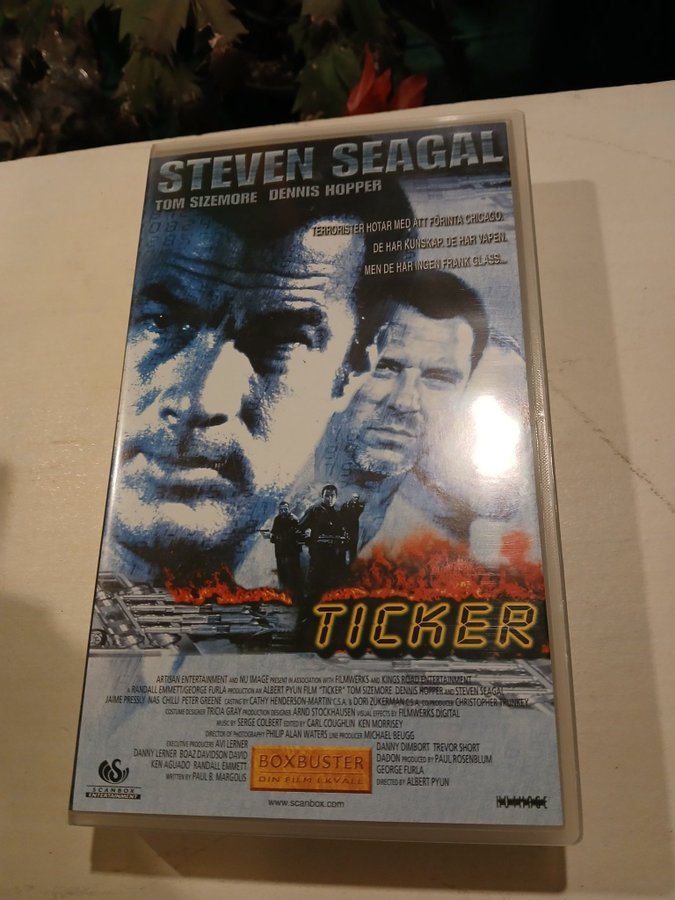 STEVEN SEAGAL
TOM SIZEMORE DENNIS HOPPER
TERRORISTER HOTAR MED ATT FÖRINTA CHICAGO.
DE HAR KUNSKAP. DE HAR VAPEN.
MEN DE HAR INGEN FRANK GLASS...
TICKER
ARTISAN ENTERTAINMENT AND NU IMAGE PRESENT IN ASSOCIATION WITH FILMWERKS AND KINGS ROAD ENTERTAINMENT
A RANDALL EMMETT/GEORGE FURLA PRODUCTION AN ALBERT PYUN FILM "TICKER" TOM SIZEMORE DENNIS HOPPER AND STEVEN SEAGAL
JAIME PRESSLY NAS CHILLI PETER GREENE CASTING BY CATHY HENDERSON-MARTIN C.S.A. & DORI ZUKERMAN C.S.A. CO-PRODUCER CHRISTOPHER TRUNKEY
COSTUME DESIGNER TRICIA GRAY PRODUCTION DESIGNER ARND STOCKHAUSEN VISUAL EFFECTS BY FILMWERKS DIGITAL
MUSIC BY SERGE COLBERT EDITED BY CARL COUGHLIN KEN MORRISEY
DIRECTOR OF PHOTOGRAPHY PHILIP ALAN WATERS LINE PRODUCER MICHAEL BEUGG
EXECUTIVE PRODUCERS AVI LERNER DANNY DIMBORT TREVOR SHORT
DANNY LERNER BOAZ DAVIDSON DAVID DADON PRODUCED BY PAUL ROSENBLUM
KEN AGUADO RANDALL EMMETT GEORGE FURLA
WRITTEN BY PAUL B. MARGOLIS DIRECTED BY ALBERT PYUN
BOXBUSTER
DIN FILM I KVÄLL
SCANBOX
ENTERTAINMENT
www.scanbox.com
NU IMAGE